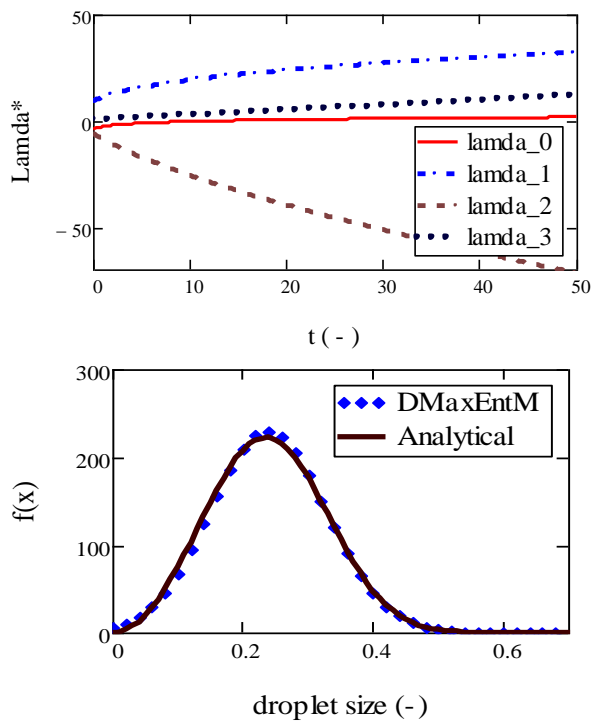 50
0
− 50
Lamda*
lamda_0
lamda_1
lamda_2
lamda_3
0
10
20
30
40
50
t ( - )
300
200
100
0
f(x)
DMaxEntM
Analytical
0
0.2
0.4
0.6
droplet size (-)